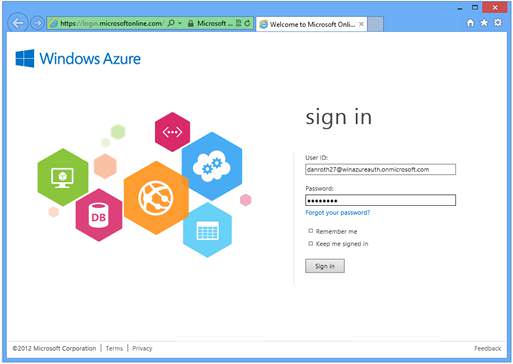 https://login.microsoftonline.com/
Microsoft ...
Welcome to Microsoft Onli...
Windows Azure
sign in
User ID:
danroth27@winazureauth.onmicrosoft.com
Password:
Forgot your password?
Remember me
Keep me signed in
Sign in
DB
©2012 Microsoft Corporation | Terms | Privacy
Feedback